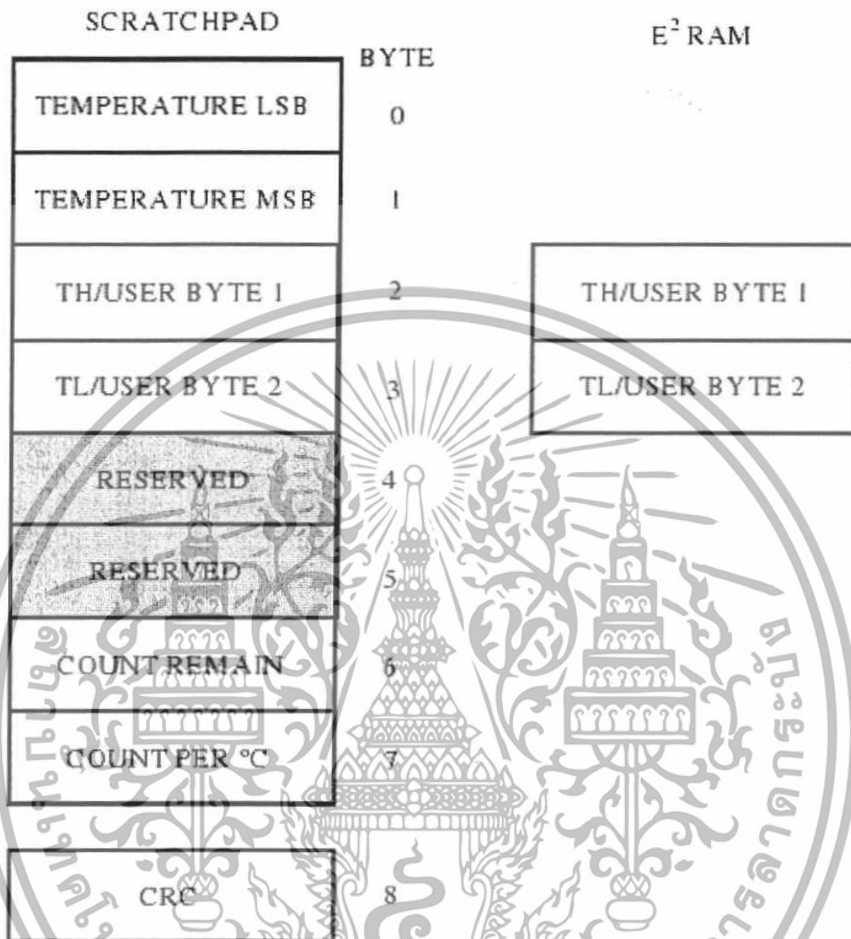 SCRATCHPAD
E² RAM
BYTE
TEMPERATURE LSB 0
TEMPERATURE MSB 1
TH/USER BYTE 1 2 TH/USER BYTE 1
TL/USER BYTE 2 3 TL/USER BYTE 2
RESERVED 4
RESERVED 5
COUNT REMAIN 6
COUNT PER °C 7
CRC 8